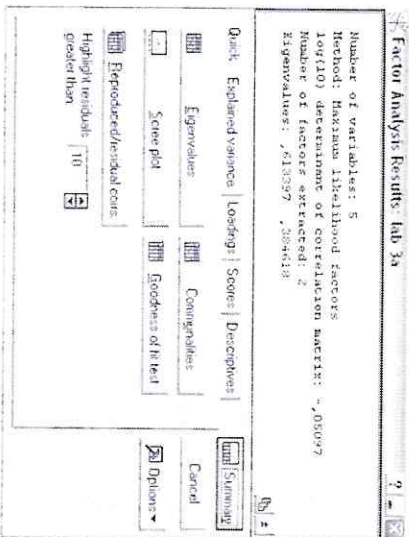 Factor Analysis Results: lab 3a
Number of variables: 5
Method: Maximum likelihood factors
log(10) determinant of correlation matrix: -,05097
Number of factors extracted: 2
Eigenvalues: ,613397 ,384618
Quick Explained variance Loadings Scores Descriptives
Summary
Eigenvalues Communalities
Cancel
Scree plot Goodness of fit test
Options
Reproduced/residual corrs.
Highlight residuals
greater than: ,10